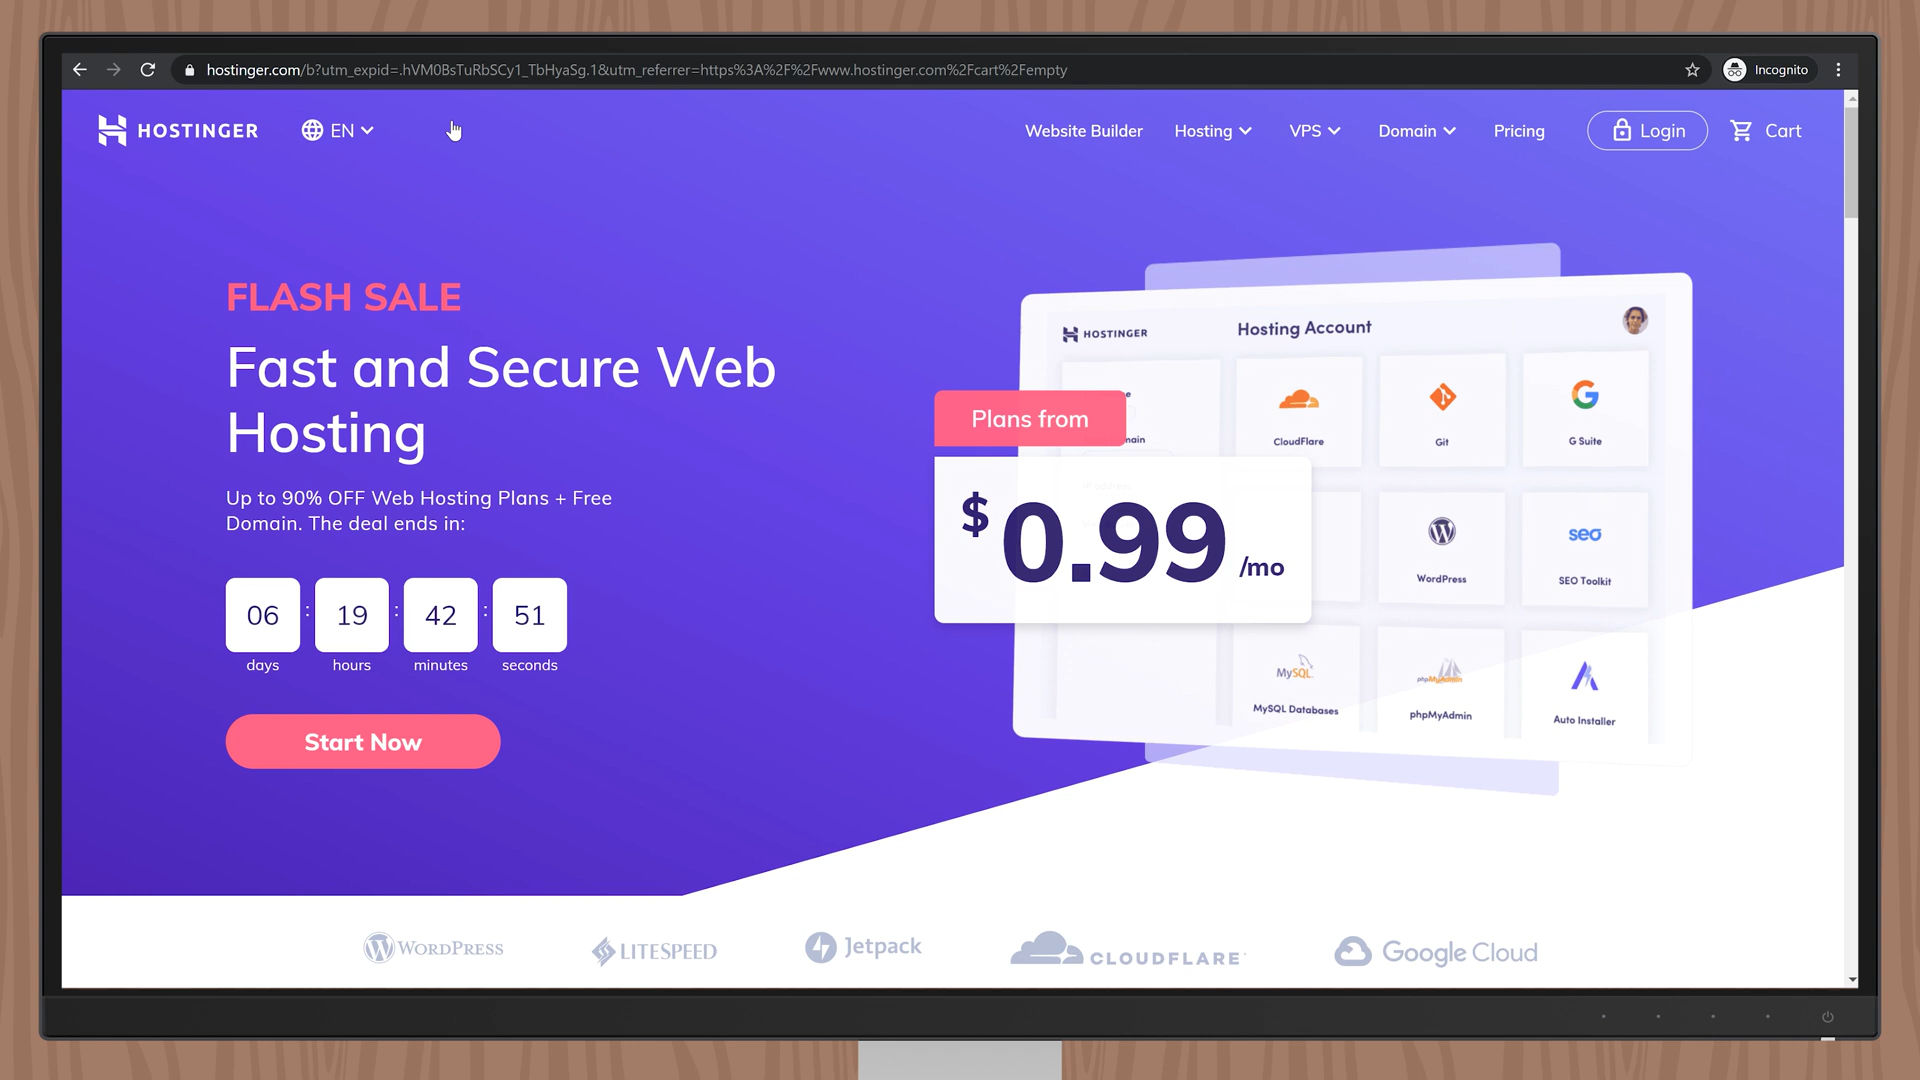 hostinger.com/b?utm_expid=.hVM0BsTuRbSCy1_TbHyaSg.1&utm_referrer=https%3A%2F%2Fwww.hostinger.com%2Fcart%2Fempty
Incognito
HOSTINGER
EN
Website Builder
Hosting
VPS
Domain
Pricing
Login
Cart
FLASH SALE
Fast and Secure Web
Hosting
Up to 90% OFF Web Hosting Plans + Free
Domain. The deal ends in:
06 : 19 : 42 : 51
days hours minutes seconds
Start Now
HOSTINGER
Hosting Account
Plans from
$0.99 /mo
CloudFlare
Git
G Suite
WordPress
seo
SEO Toolkit
MySQL
MySQL Databases
phpMyAdmin
phpMyAdmin
Auto Installer
WORDPRESS
LITESPEED
Jetpack
CLOUDFLARE
Google Cloud